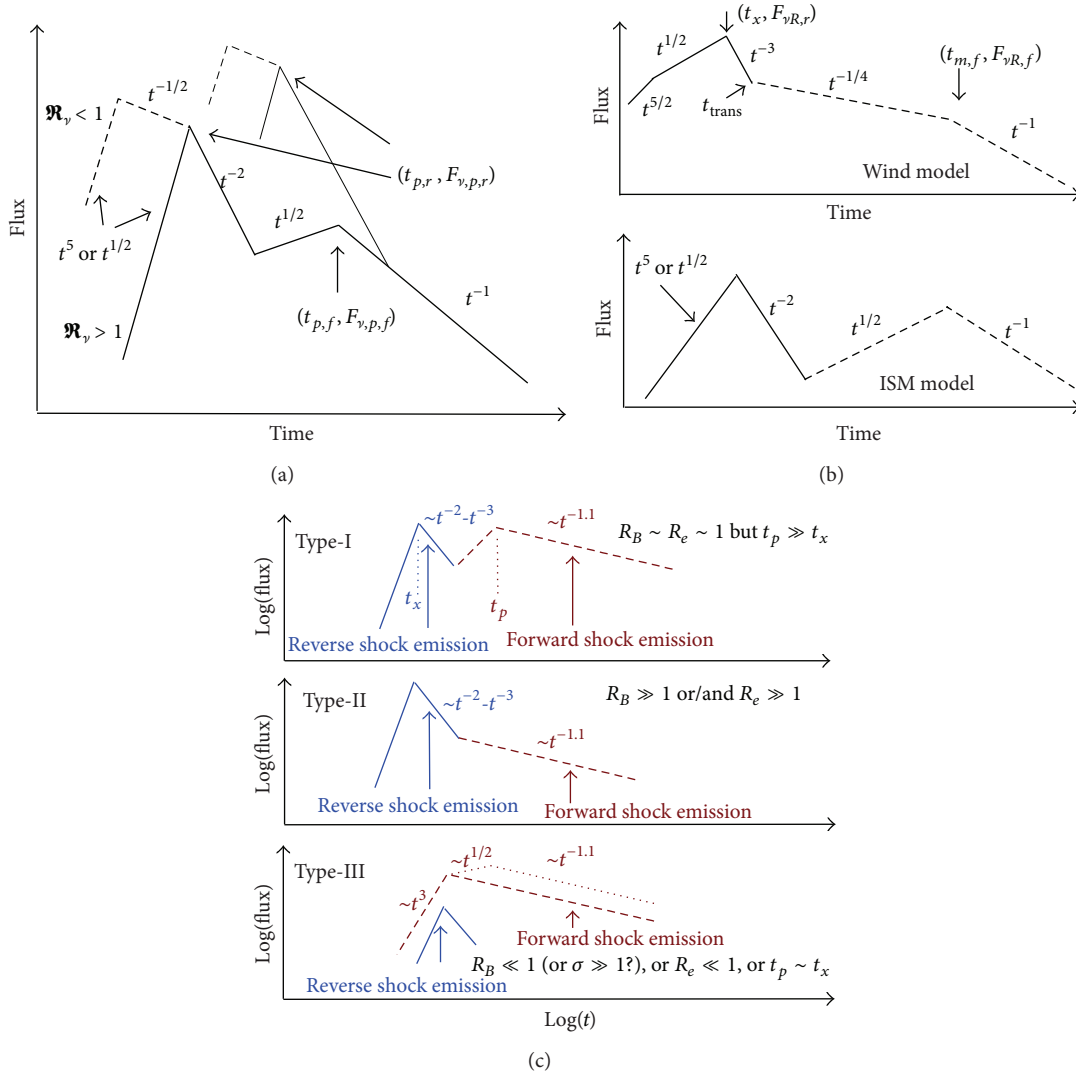 Flux
𝕽_ν < 1
t^{−1/2}
t^{−2}
(t_{p,r}, F_{ν,p,r})
t^{1/2}
t^5 or t^{1/2}
(t_{p,f}, F_{ν,p,f})
t^{−1}
𝕽_ν > 1
Time
(a)
Flux
(t_x, F_{νR,r})
t^{1/2}
t^{−3}
(t_{m,f}, F_{νR,f})
t^{5/2}
t_{trans}
t^{−1/4}
t^{−1}
Wind model
Time
Flux
t^5 or t^{1/2}
t^{−2}
t^{1/2}
t^{−1}
ISM model
Time
(b)
Log(flux)
Type-I
~t^{−2}-t^{−3}
~t^{−1.1}
R_B ~ R_e ~ 1 but t_p ≫ t_x
t_x
t_p
Reverse shock emission
Forward shock emission
Log(flux)
Type-II
~t^{−2}-t^{−3}
R_B ≫ 1 or/and R_e ≫ 1
~t^{−1.1}
Reverse shock emission
Forward shock emission
Log(flux)
Type-III
~t^{1/2}
~t^{−1.1}
~t^3
Forward shock emission
R_B ≪ 1 (or σ ≫ 1?), or R_e ≪ 1, or t_p ~ t_x
Reverse shock emission
Log(t)
(c)